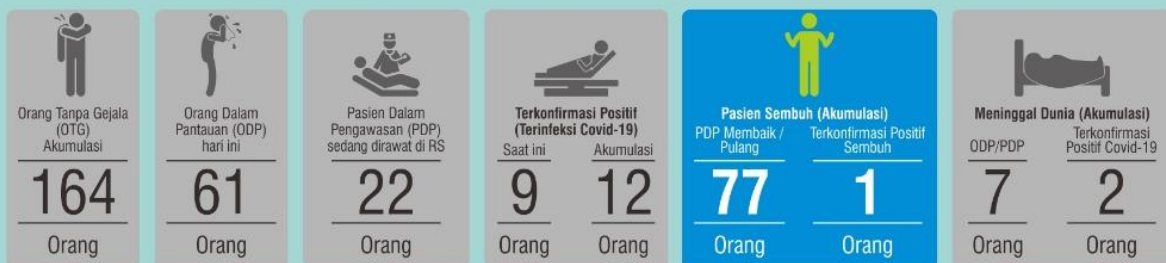 Orang Tanpa Gejala
(OTG)
Akumulasi
164
Orang
Orang Dalam
Pantauan (ODP)
hari ini
61
Orang
Pasien Dalam
Pengawasan (PDP)
sedang dirawat di RS
22
Orang
Terkonfirmasi Positif
(Terinfeksi Covid-19)
Saat ini
9
Orang
Akumulasi
12
Orang
Pasien Sembuh (Akumulasi)
PDP Membaik /
Pulang
77
Orang
Terkonfirmasi Positif
Sembuh
1
Orang
Meninggal Dunia (Akumulasi)
ODP/PDP
7
Orang
Terkonfirmasi
Positif Covid-19
2
Orang